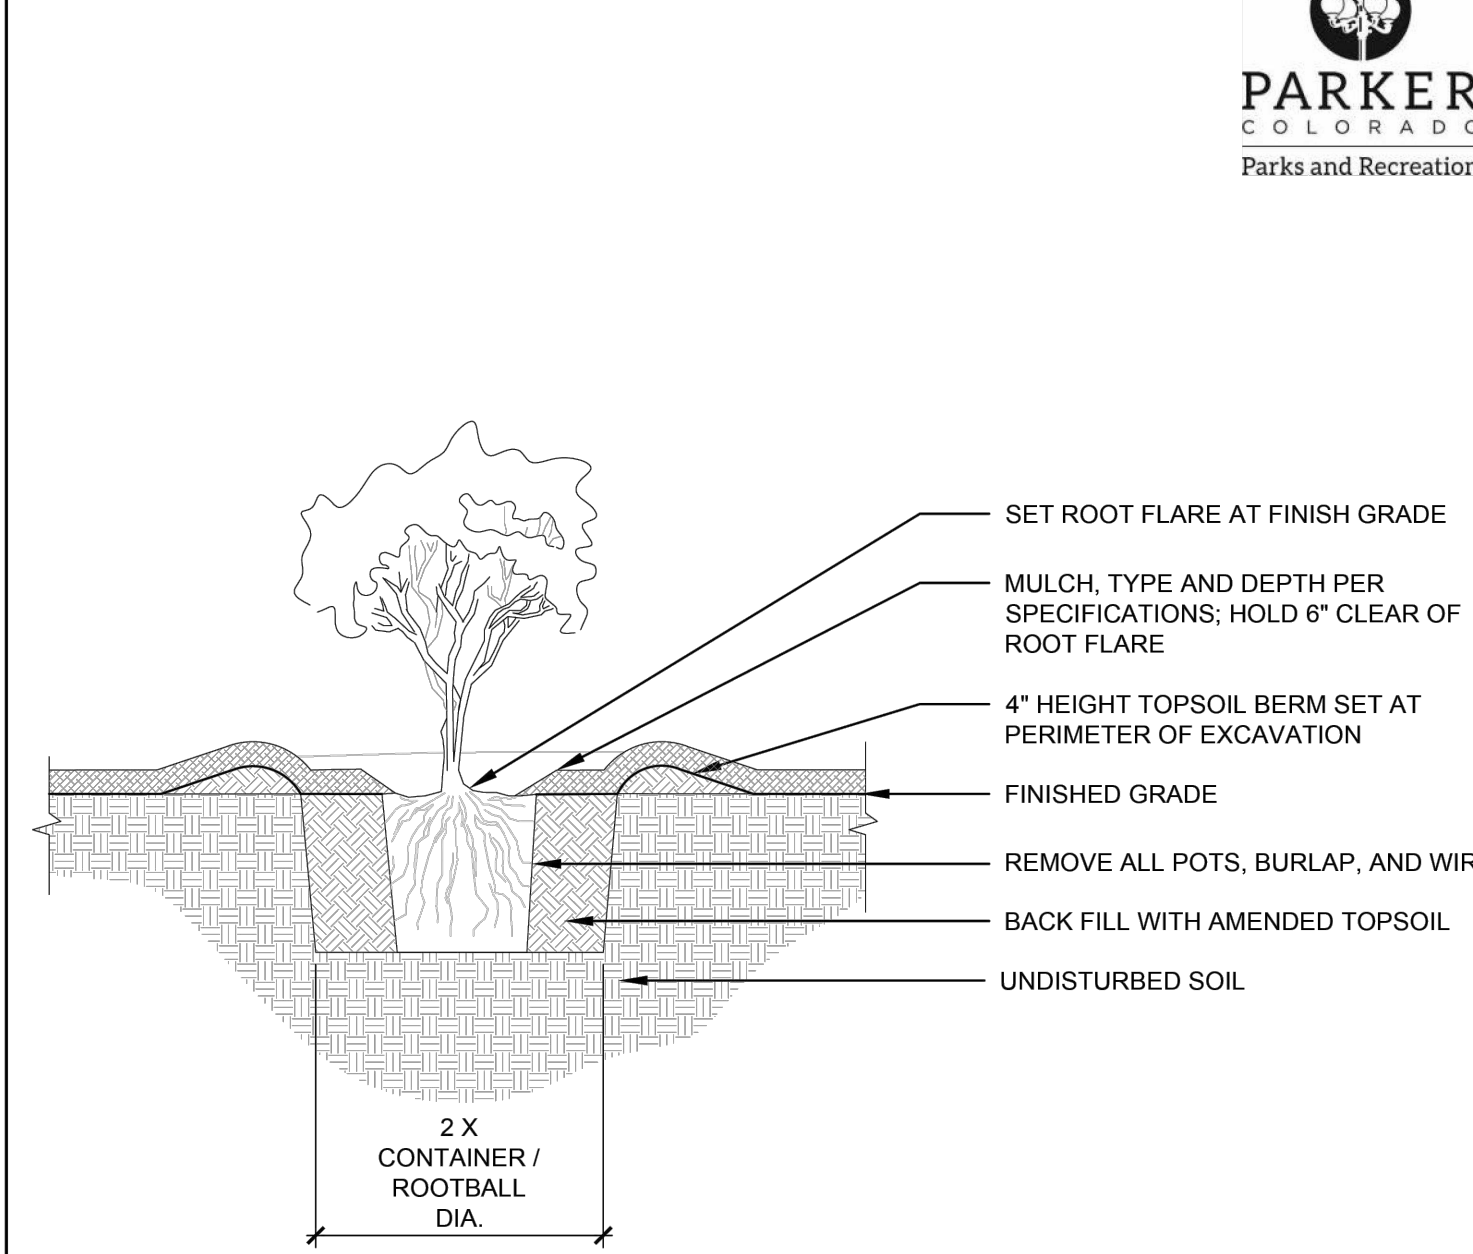 PARKER
COLORADO
Parks and Recreation
SET ROOT FLARE AT FINISH GRADE
MULCH, TYPE AND DEPTH PER
SPECIFICATIONS; HOLD 6" CLEAR OF
ROOT FLARE
4" HEIGHT TOPSOIL BERM SET AT
PERIMETER OF EXCAVATION
FINISHED GRADE
REMOVE ALL POTS, BURLAP, AND WIR
BACK FILL WITH AMENDED TOPSOIL
UNDISTURBED SOIL
2 X
CONTAINER /
ROOTBALL
DIA.